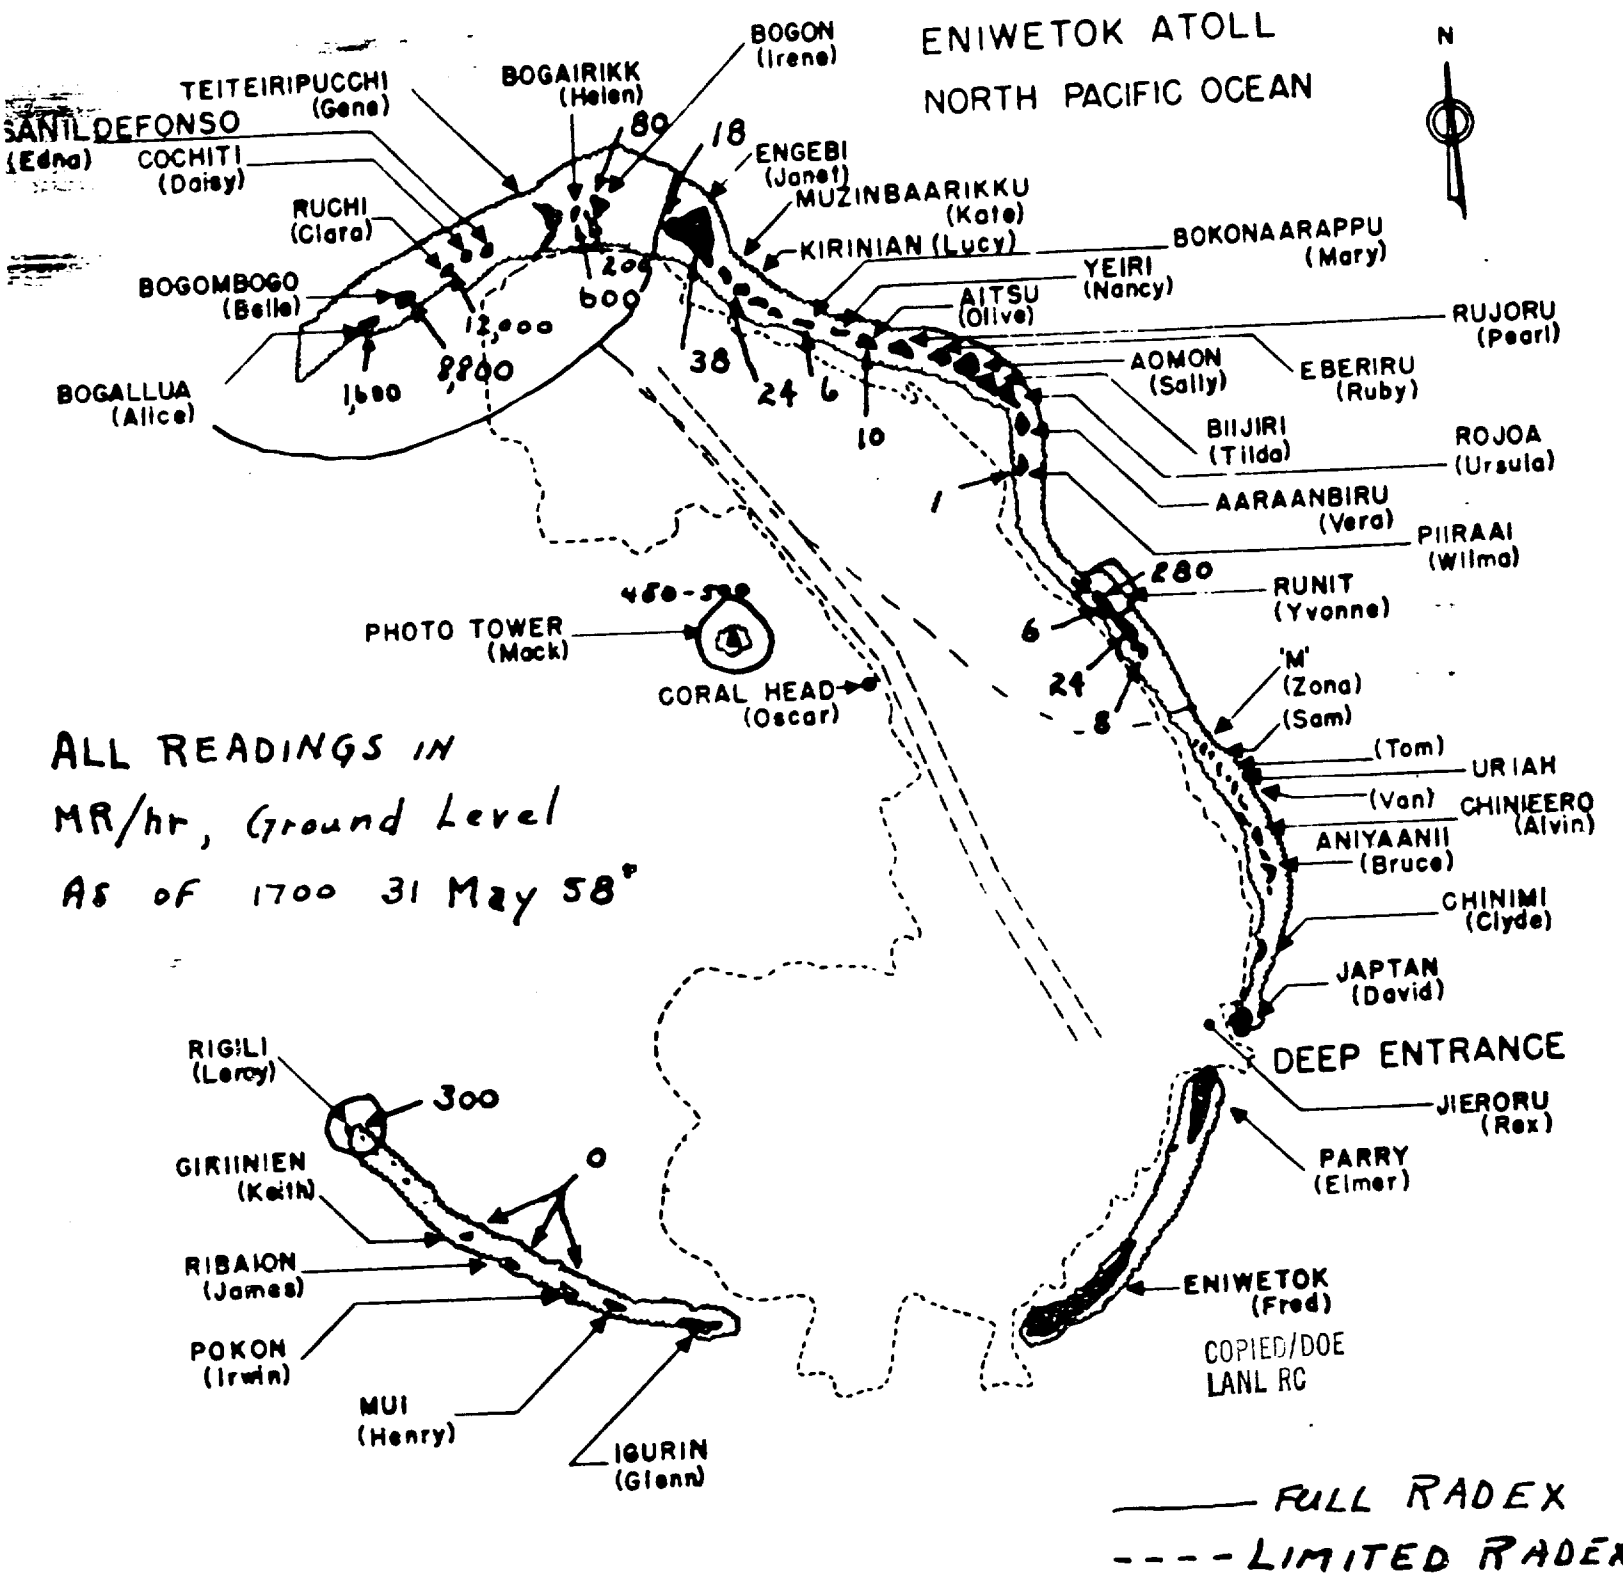 ENIWETOK ATOLL
NORTH PACIFIC OCEAN
N
BOGON
(Irene)
BOGAIRIKK
(Helen)
TEITEIRIPUCCHI
(Gene)
SANILDEFONSO
(Edna)
COCHITI
(Daisy)
RUCHI
(Clara)
BOGOMBOGO
(Belle)
BOGALLUA
(Alice)
80
18
ENGEBI
(Janet)
MUZINBAARIKKU
(Kate)
KIRINIAN (Lucy)
BOKONAARAPPU
(Mary)
YEIRI
(Nancy)
AITSU
(Olive)
RUJORU
(Pearl)
EBERIRU
(Ruby)
AOMON
(Sally)
BIIJIRI
(Tilda)
ROJOA
(Ursula)
AARAANBIRU
(Vera)
PIIRAAI
(Wilma)
200
600
12,000
8,800
1,600
38
24
6
10
1
280
RUNIT
(Yvonne)
6
24
8
450-500
PHOTO TOWER
(Mack)
CORAL HEAD
(Oscar)
'M'
(Zona)
(Sam)
(Tom)
URIAH
(Van)
CHINIEERO
(Alvin)
ANIYAANII
(Bruce)
CHINIMI
(Clyde)
JAPTAN
(David)
DEEP ENTRANCE
JIERORU
(Rex)
PARRY
(Elmer)
ENIWETOK
(Fred)
ALL READINGS IN
MR/hr, Ground Level
As OF 1700 31 May 58
RIGILI
(Leroy)
300
GIRIINIEN
(Keith)
0
RIBAION
(James)
POKON
(Irwin)
MUI
(Henry)
IGURIN
(Glenn)
COPIED/DOE
LANL RC
FULL RADEX
LIMITED RADEX